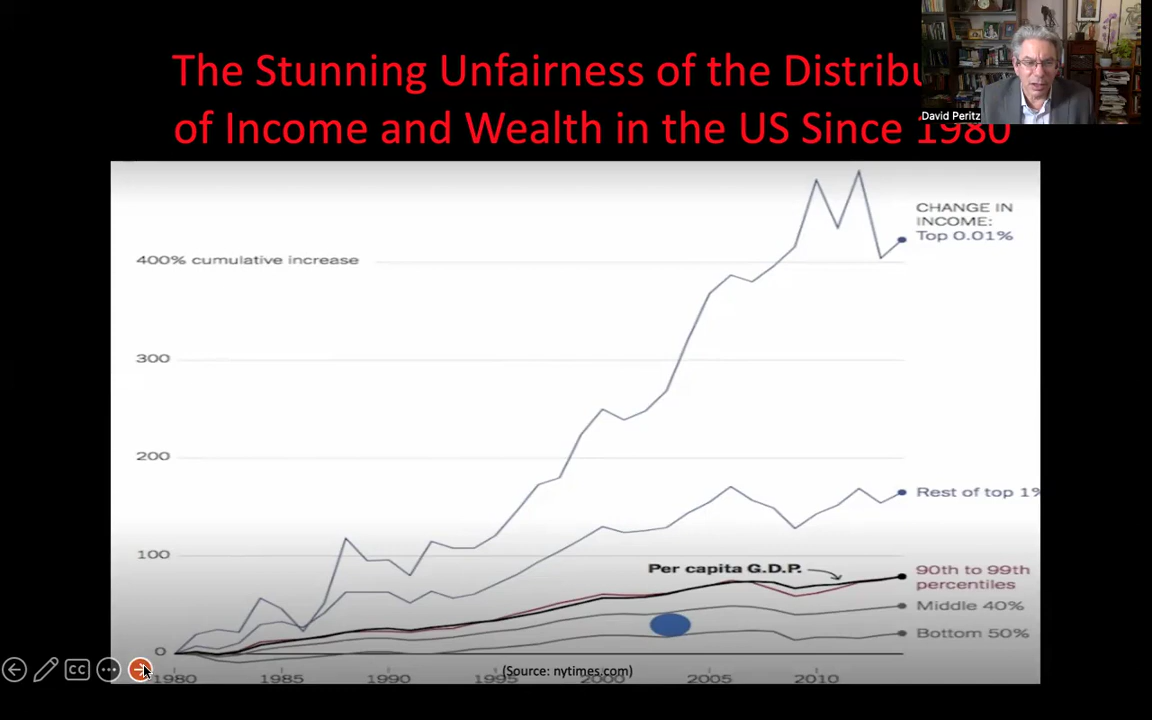 The Stunning Unfairness of the Distribu
of Income and Wealth in the US Since 1980
David Peritz
CHANGE IN
INCOME:
Top 0.01%
400% cumulative increase
300
200
Rest of top 1%
100
Per capita G.D.P.
90th to 99th
percentiles
Middle 40%
Bottom 50%
0
CC
(Source: nytimes.com)
1980 1985 1990 1995 2000 2005 2010